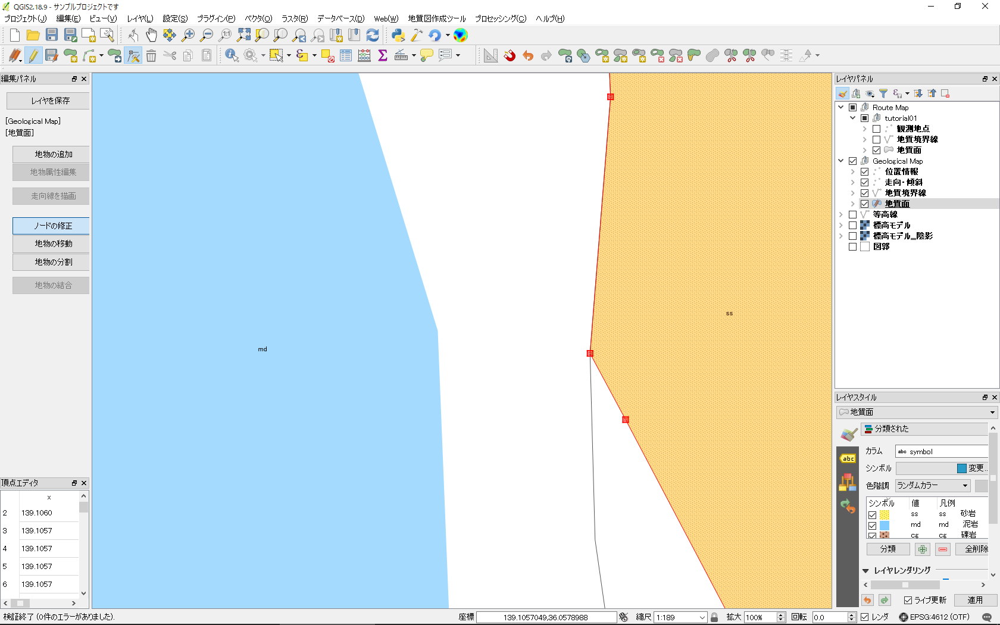 QGIS2.18.9 - サンプルプロジェクトです
プロジェクト(J) 編集(E) ビュー(V) レイヤ(L) 設定(S) プラグイン(P) ベクタ(O) ラスタ(R) データベース(D) Web(W) 地質図作成ツール プロセッシング(C) ヘルプ(H)
編集パネル
レイヤを保存
[Geological Map]
[地質面]
地物の追加
地物属性編集
走向線を描画
ノードの修正
地物の移動
地物の分割
地物の結合
頂点エディタ
x
2 139.1060
3 139.1057
4 139.1057
5 139.1057
6 139.1057
md
ss
レイヤパネル
Route Map
tutorial01
観測地点
地質境界線
地質面
Geological Map
位置情報
走向・傾斜
地質境界線
地質面
等高線
標高モデル
標高モデル_陰影
図郭
レイヤスタイル
地質面
分類された
カラム abc symbol
シンボル 変更...
色階調 ランダムカラー
abc
シンボル 値 凡例
ss ss 砂岩
md md 泥岩
cg cg 礫岩
分類 全削除
レイヤレンダリング
ライブ更新 適用
検証終了 (0件のエラーがありました).
座標 139.1057049,36.0578988 縮尺 1:189 拡大 100% 回転 0.0 レンダ EPSG:4612 (OTF)